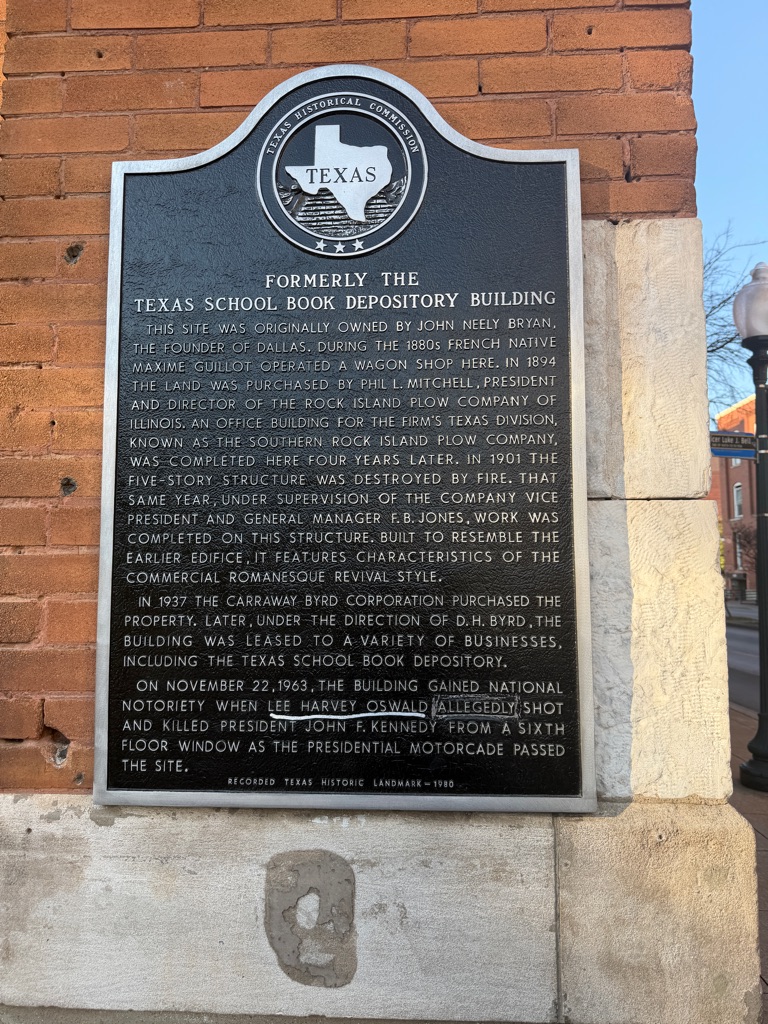 TEXAS HISTORICAL COMMISSION
TEXAS
FORMERLY THE
TEXAS SCHOOL BOOK DEPOSITORY BUILDING
THIS SITE WAS ORIGINALLY OWNED BY JOHN NEELY BRYAN,
THE FOUNDER OF DALLAS. DURING THE 1880s FRENCH NATIVE
MAXIME GUILLOT OPERATED A WAGON SHOP HERE. IN 1894
THE LAND WAS PURCHASED BY PHIL L. MITCHELL, PRESIDENT
AND DIRECTOR OF THE ROCK ISLAND PLOW COMPANY OF
ILLINOIS. AN OFFICE BUILDING FOR THE FIRM'S TEXAS DIVISION,
KNOWN AS THE SOUTHERN ROCK ISLAND PLOW COMPANY,
WAS COMPLETED HERE FOUR YEARS LATER. IN 1901 THE
FIVE-STORY STRUCTURE WAS DESTROYED BY FIRE. THAT
SAME YEAR, UNDER SUPERVISION OF THE COMPANY VICE
PRESIDENT AND GENERAL MANAGER F.B. JONES, WORK WAS
COMPLETED ON THIS STRUCTURE. BUILT TO RESEMBLE THE
EARLIER EDIFICE, IT FEATURES CHARACTERISTICS OF THE
COMMERCIAL ROMANESQUE REVIVAL STYLE.
IN 1937 THE CARRAWAY BYRD CORPORATION PURCHASED THE
PROPERTY. LATER, UNDER THE DIRECTION OF D.H. BYRD, THE
BUILDING WAS LEASED TO A VARIETY OF BUSINESSES,
INCLUDING THE TEXAS SCHOOL BOOK DEPOSITORY.
ON NOVEMBER 22, 1963, THE BUILDING GAINED NATIONAL
NOTORIETY WHEN LEE HARVEY OSWALD ALLEGEDLY SHOT
AND KILLED PRESIDENT JOHN F. KENNEDY FROM A SIXTH
FLOOR WINDOW AS THE PRESIDENTIAL MOTORCADE PASSED
THE SITE.
RECORDED TEXAS HISTORIC LANDMARK – 1980
Luke J. Bell